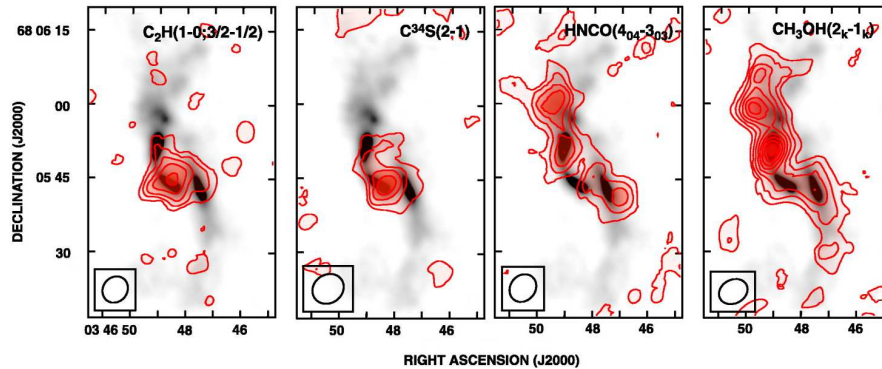 C₂H(1-0;3/2-1/2)
C³⁴S(2-1)
HNCO(4₀₄-3₀₃)
CH₃OH(2ₖ-1ₖ)
68 06 15
00
05 45
30
DECLINATION (J2000)
03 46 50 48 46
50 48 46
50 48 46
50 48 46
RIGHT ASCENSION (J2000)